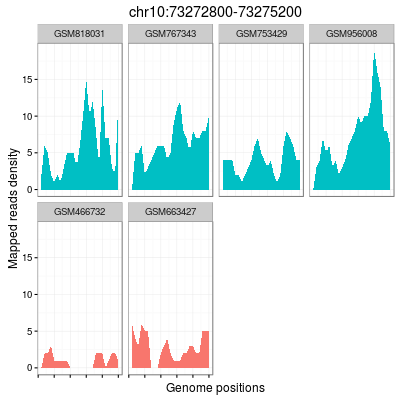 chr10:73272800-73275200
GSM818031 GSM767343 GSM753429 GSM956008
15
10
5
0
Mapped reads density
GSM466732 GSM663427
15
10
5
0
Genome positions